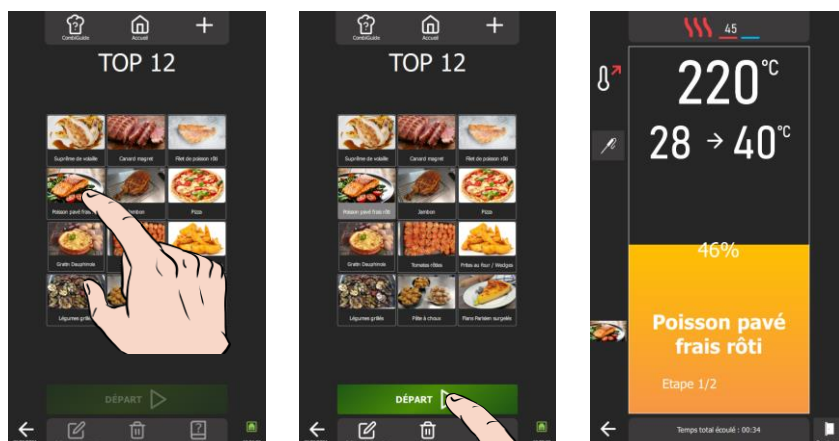 CombiGuide Accueil
TOP 12
Suprême de volaille Canard magret Filet de poisson rôti
Poisson pavé frais Jambon Pizza
Gratin Dauphinois
Légumes grillés
DÉPART
CombiGuide Accueil
TOP 12
Suprême de volaille Canard magret Filet de poisson rôti
Poisson pavé frais rôti Jambon Pizza
Gratin Dauphinois Tomates rôties Frites au four / Wedges
Légumes grillés Pâte à choux Flans Parisien surgelés
DÉPART
45
220°C
28 → 40°C
46%
Poisson pavé
frais rôti
Etape 1/2
Temps total écoulé : 00:34